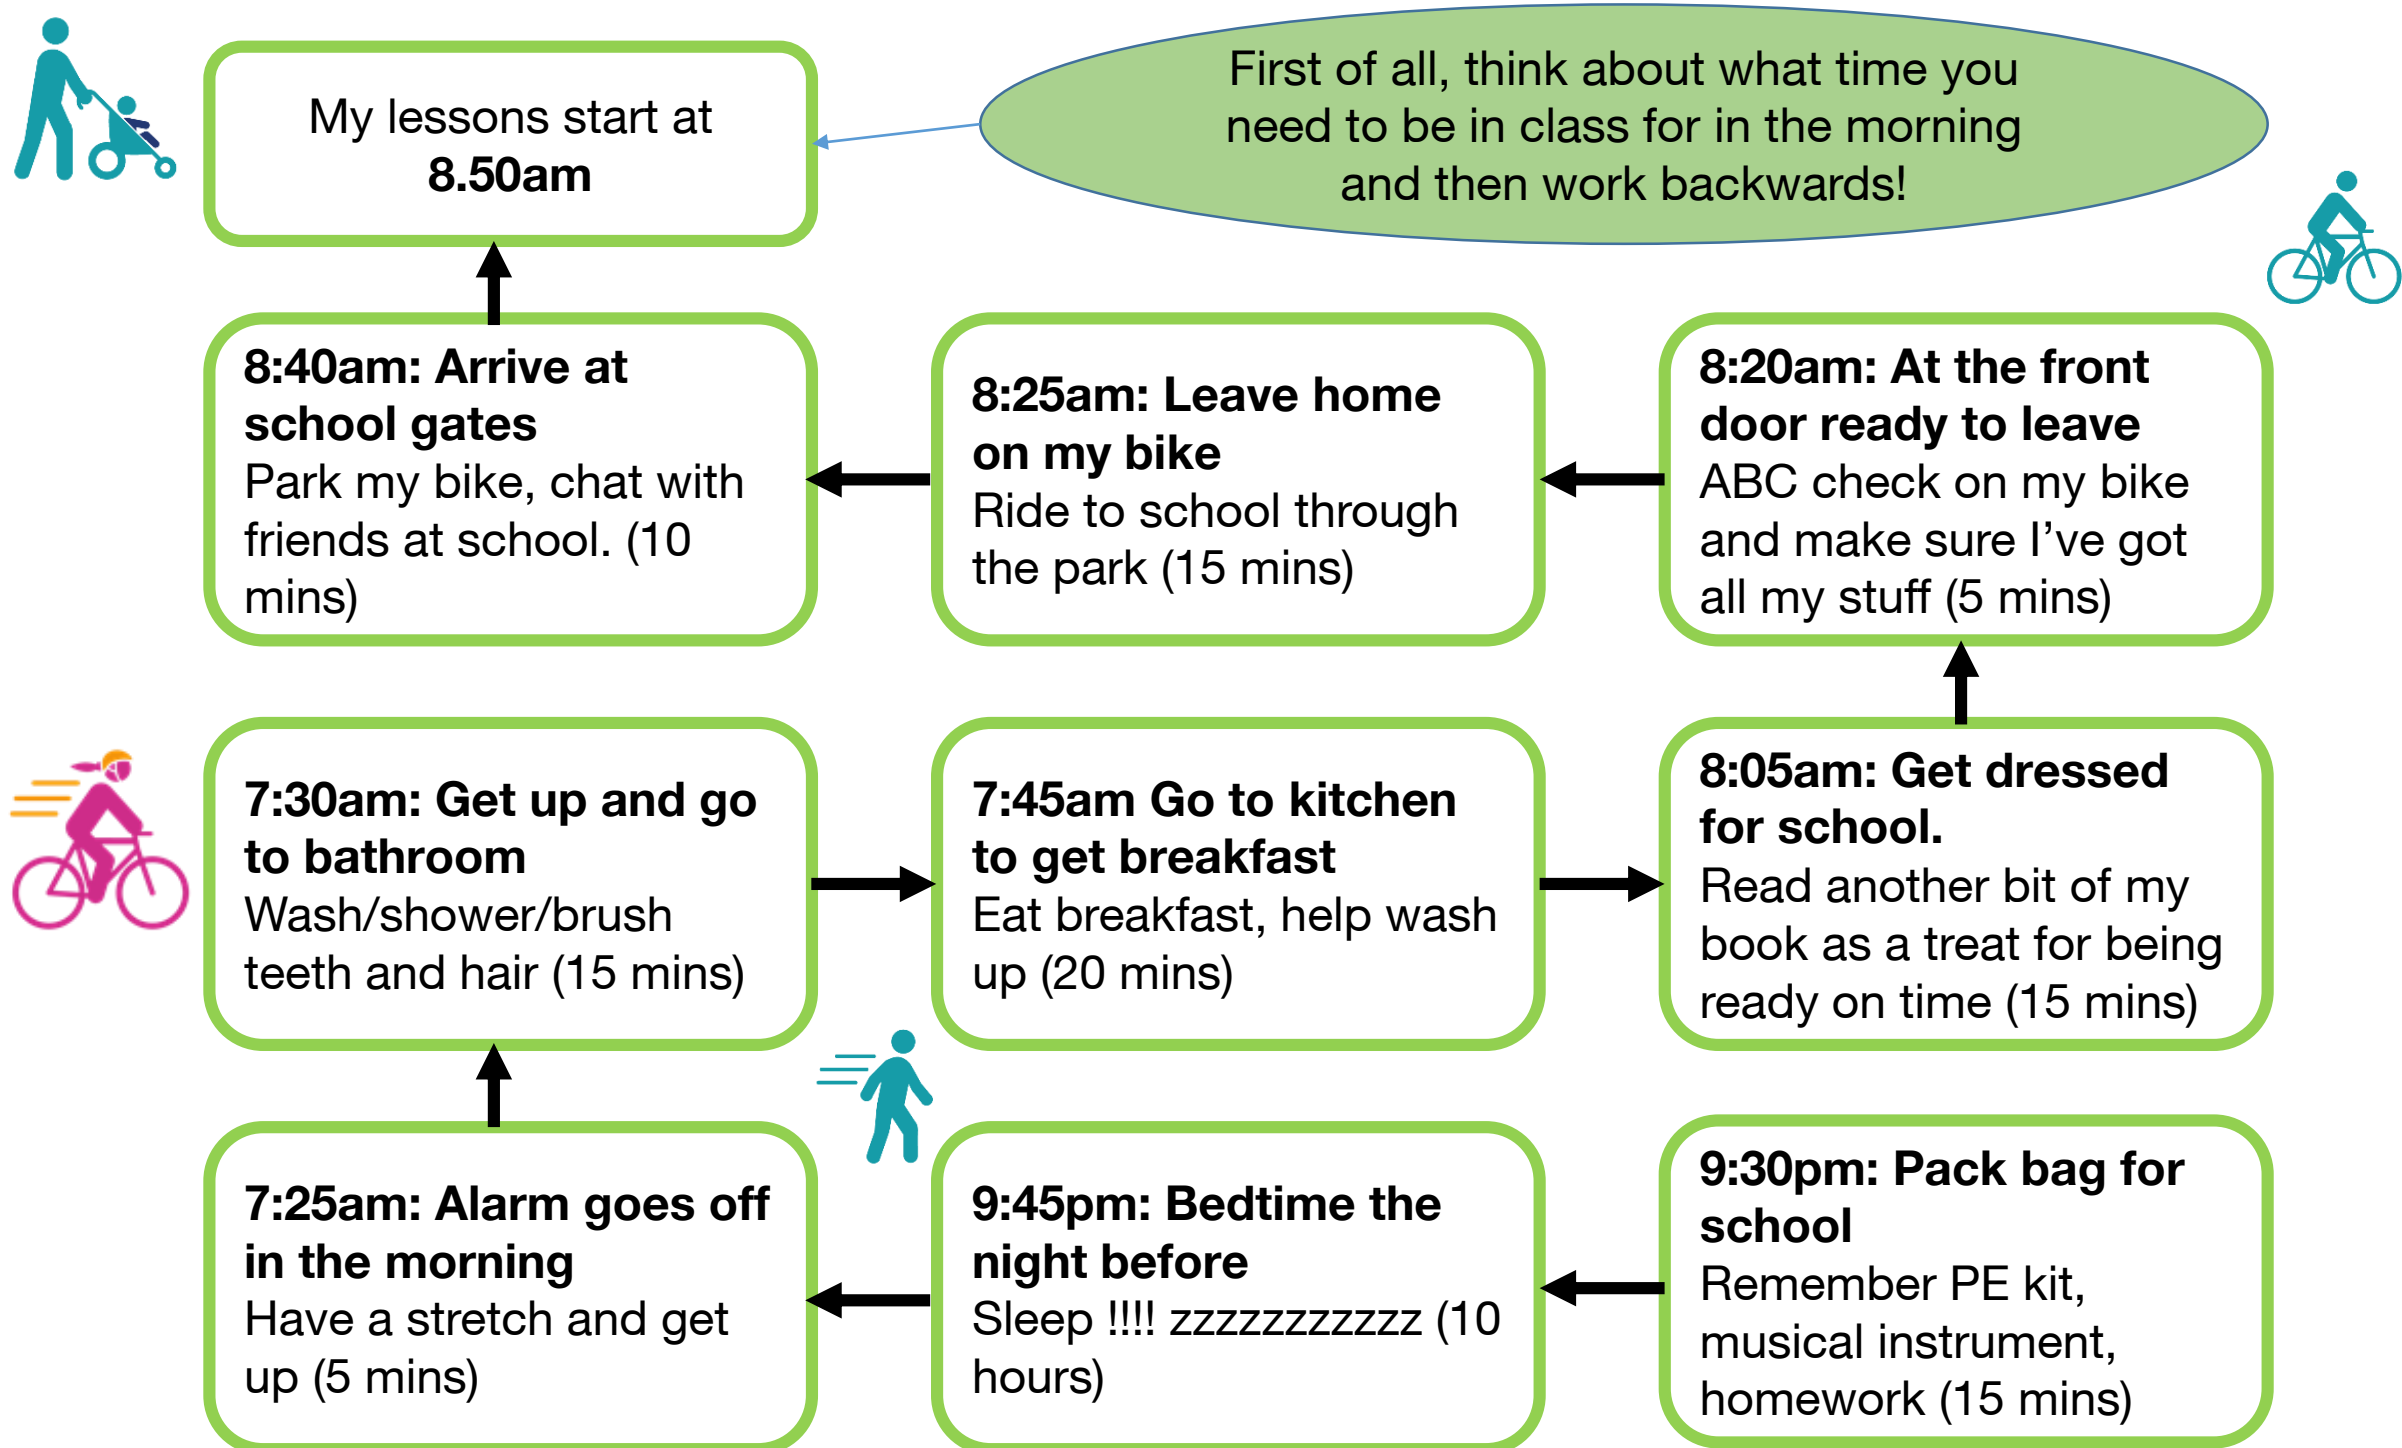 My lessons start at
8.50am
First of all, think about what time you
need to be in class for in the morning
and then work backwards!
8:40am: Arrive at
school gates
Park my bike, chat with
friends at school. (10
mins)
8:25am: Leave home
on my bike
Ride to school through
the park (15 mins)
8:20am: At the front
door ready to leave
ABC check on my bike
and make sure I’ve got
all my stuff (5 mins)
7:30am: Get up and go
to bathroom
Wash/shower/brush
teeth and hair (15 mins)
7:45am Go to kitchen
to get breakfast
Eat breakfast, help wash
up (20 mins)
8:05am: Get dressed
for school.
Read another bit of my
book as a treat for being
ready on time (15 mins)
7:25am: Alarm goes off
in the morning
Have a stretch and get
up (5 mins)
9:45pm: Bedtime the
night before
Sleep !!!! zzzzzzzzzzz (10
hours)
9:30pm: Pack bag for
school
Remember PE kit,
musical instrument,
homework (15 mins)